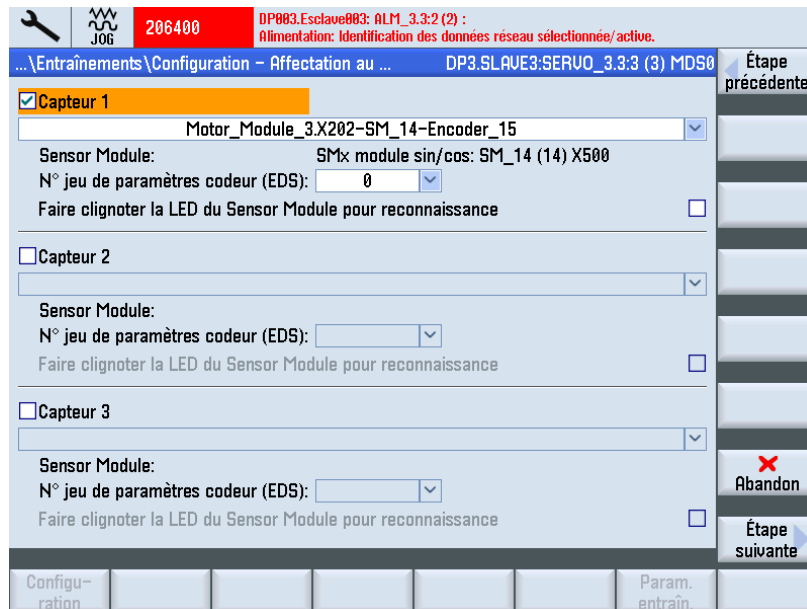 JOG
206400
DP003.Esclave003: ALM_3.3:2 (2) :
Alimentation: Identification des données réseau sélectionnée/active.
...\Entraînements\Configuration - Affectation au ...
DP3.SLAVE3:SERVO_3.3:3 (3) MDS0
Étape
précédente
Capteur 1
Motor_Module_3.X202-SM_14-Encoder_15
Sensor Module: SMx module sin/cos: SM_14 (14) X500
N° jeu de paramètres codeur (EDS): 0
Faire clignoter la LED du Sensor Module pour reconnaissance
Capteur 2
Sensor Module:
N° jeu de paramètres codeur (EDS):
Faire clignoter la LED du Sensor Module pour reconnaissance
Capteur 3
Sensor Module:
N° jeu de paramètres codeur (EDS):
Faire clignoter la LED du Sensor Module pour reconnaissance
Abandon
Étape
suivante
Configu-
ration
Param.
entraîn.